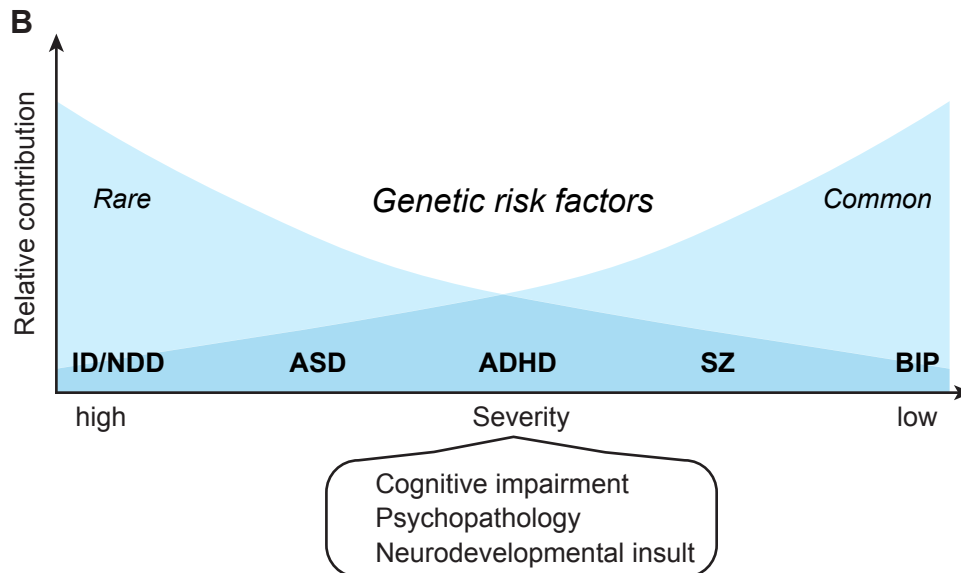 B
Relative contribution
Rare
Genetic risk factors
Common
ID/NDD ASD ADHD SZ BIP
high Severity low
Cognitive impairment
Psychopathology
Neurodevelopmental insult